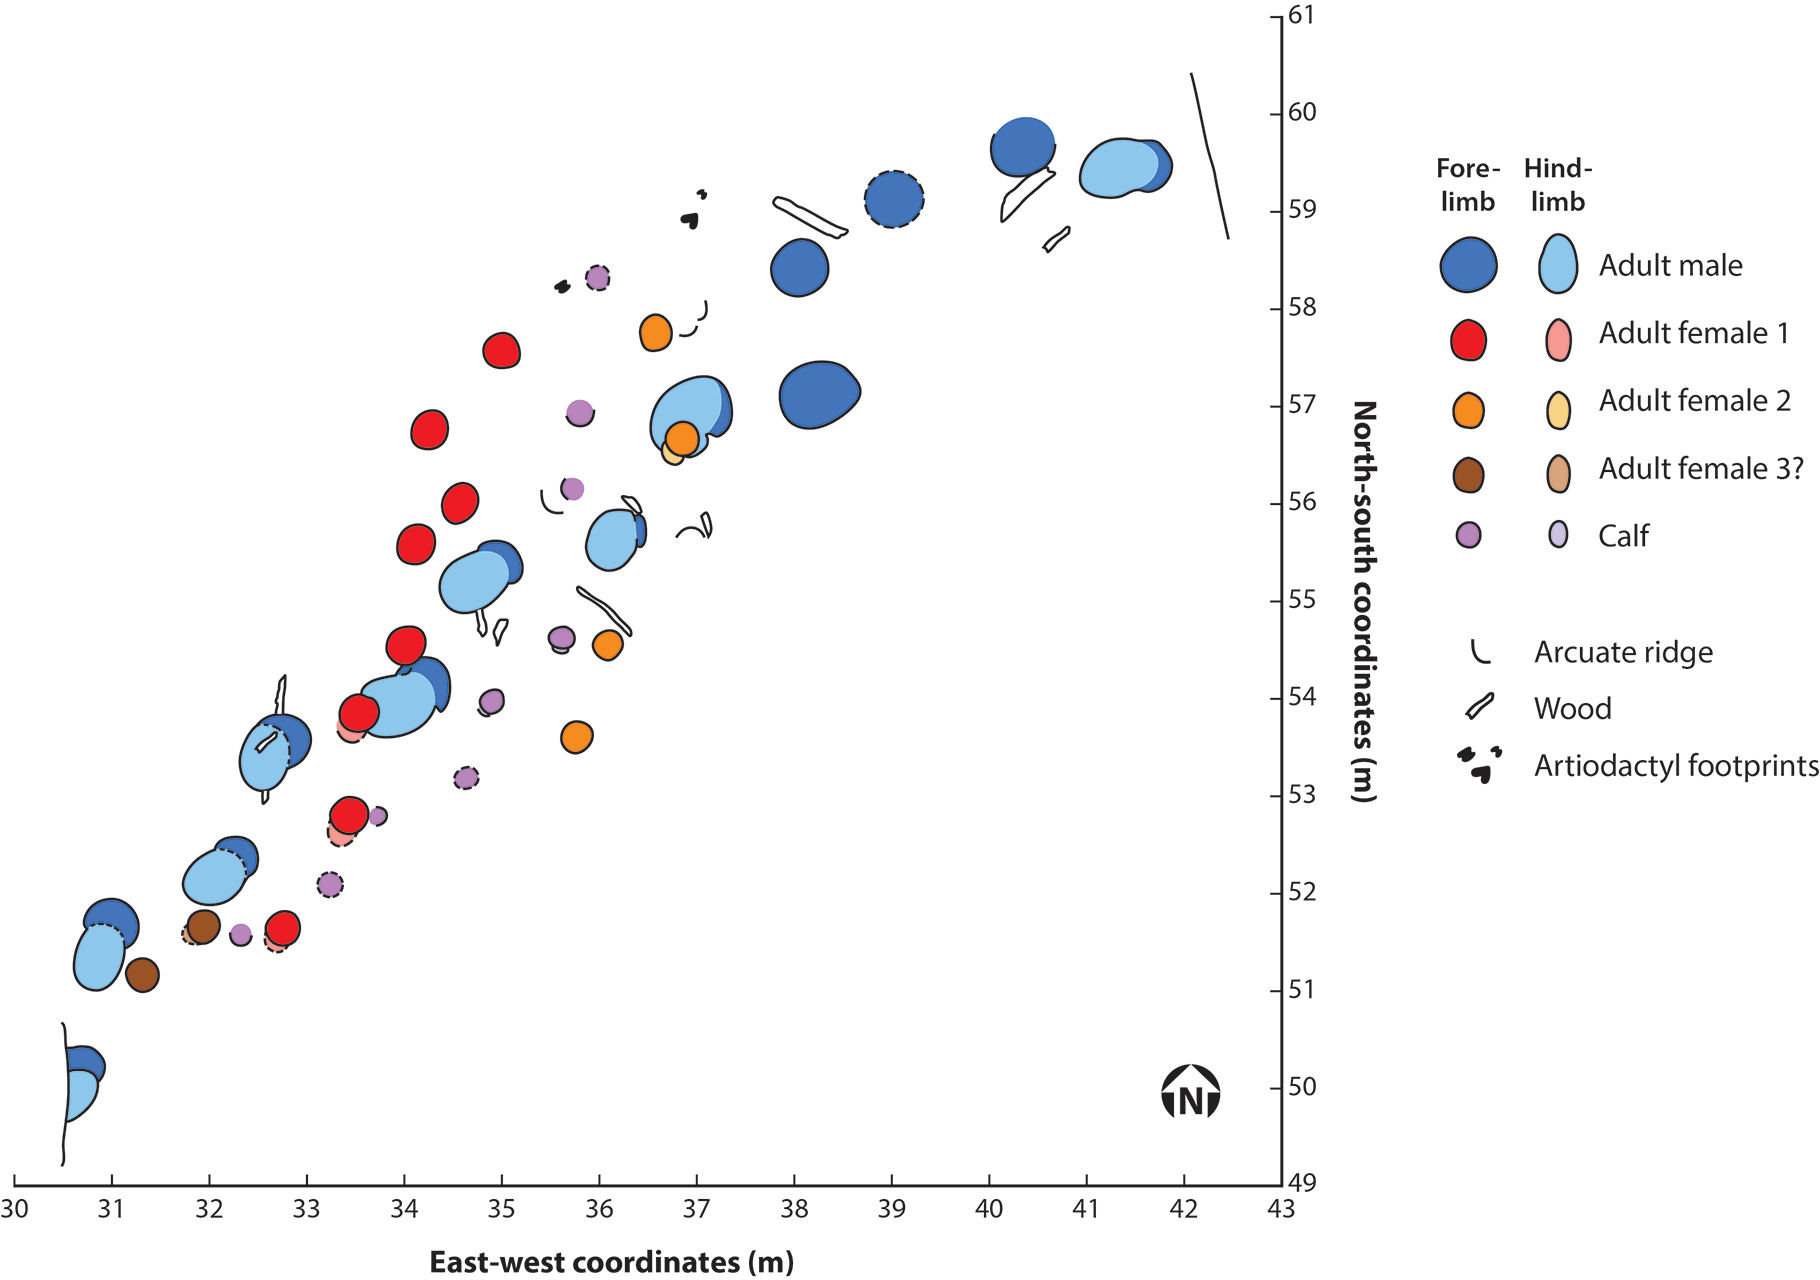 61
60
59
58
57
56
55
54
53
52
51
50
49
North-south coordinates (m)
N
30 31 32 33 34 35 36 37 38 39 40 41 42 43
East-west coordinates (m)
Fore-
limb
Hind-
limb
Adult male
Adult female 1
Adult female 2
Adult female 3?
Calf
Arcuate ridge
Wood
Artiodactyl footprints